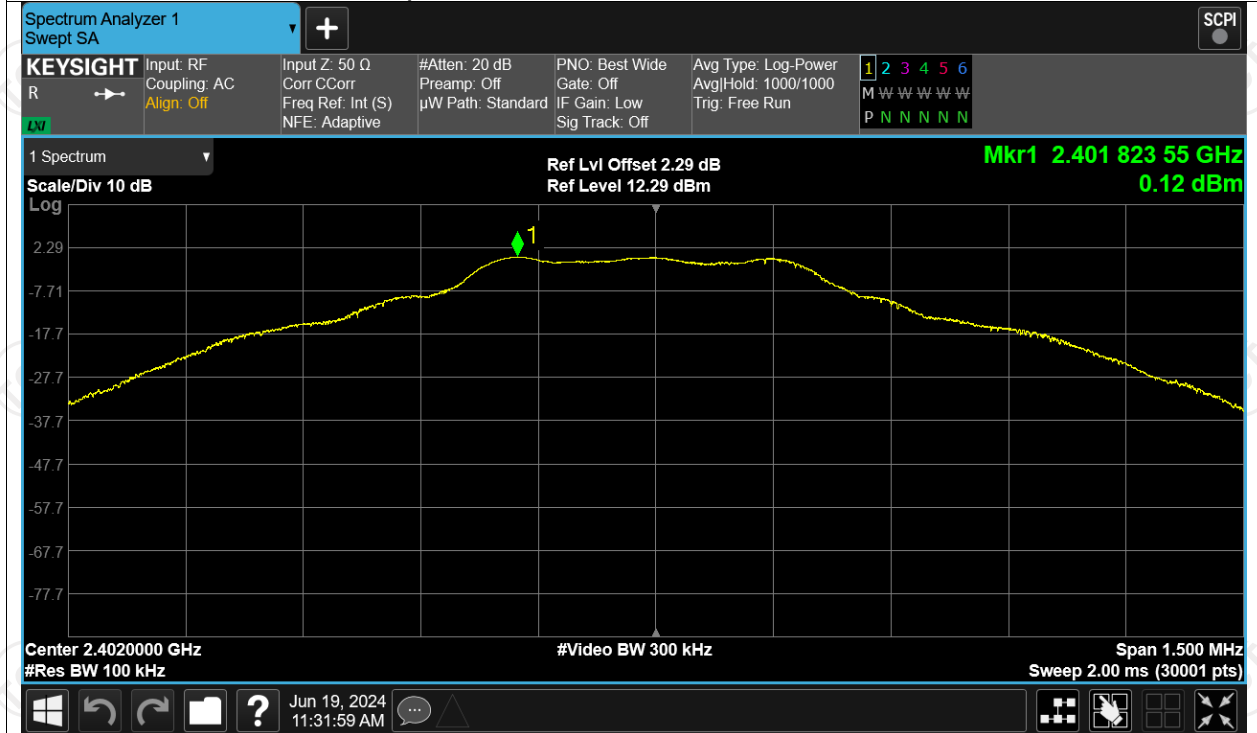 Spectrum Analyzer 1
Swept SA
+
SCPI
KEYSIGHT
R
LXI
Input: RF
Coupling: AC
Align: Off
Input Z: 50 Ω
Corr CCorr
Freq Ref: Int (S)
NFE: Adaptive
#Atten: 20 dB
Preamp: Off
µW Path: Standard
PNO: Best Wide
Gate: Off
IF Gain: Low
Sig Track: Off
Avg Type: Log-Power
Avg|Hold: 1000/1000
Trig: Free Run
1 2 3 4 5 6
M W W W W W
P N N N N N
1 Spectrum
Scale/Div 10 dB
Log
Ref Lvl Offset 2.29 dB
Ref Level 12.29 dBm
Mkr1 2.401 823 55 GHz
0.12 dBm
1
2.29
-7.71
-17.7
-27.7
-37.7
-47.7
-57.7
-67.7
-77.7
Center 2.4020000 GHz
#Res BW 100 kHz
#Video BW 300 kHz
Span 1.500 MHz
Sweep 2.00 ms (30001 pts)
?
Jun 19, 2024
11:31:59 AM